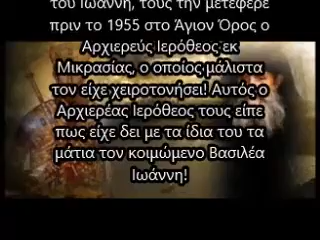 του Ιωάννη, τους την μετέφερε
πριν το 1955 στο Άγιον Όρος ο
Αρχιερεύς Ιερόθεος εκ
Μικρασίας, ο οποίος μάλιστα
τον είχε χειροτονήσει! Αυτός ο
Αρχιερέας Ιερόθεος τους είπε
πως είχε δει με τα ίδια του τα
μάτια τον κοιμώμενο Βασιλέα
Ιωάννη!